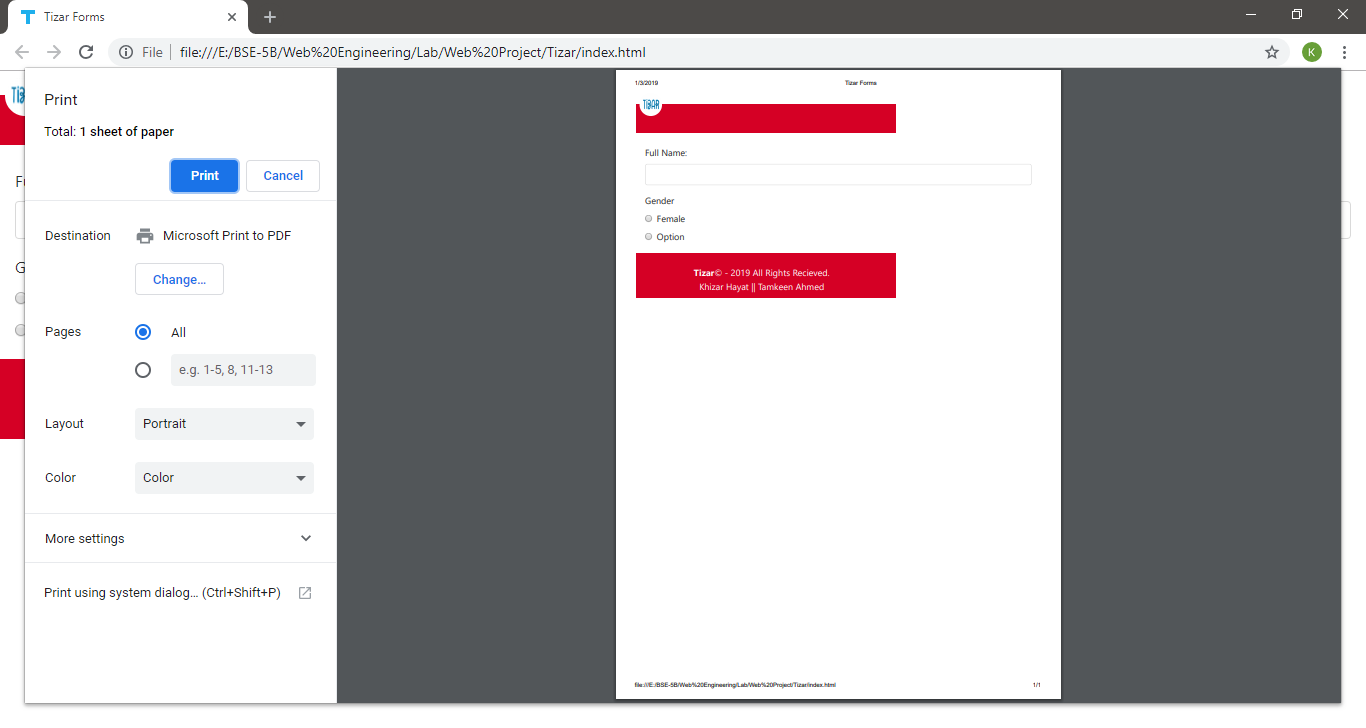 Tizar Forms
File
file:///E:/BSE-5B/Web%20Engineering/Lab/Web%20Project/Tizar/index.html
K
Print
Total: 1 sheet of paper
Print
Cancel
Destination
Microsoft Print to PDF
Change...
Pages
All
e.g. 1-5, 8, 11-13
Layout
Portrait
Color
Color
More settings
Print using system dialog... (Ctrl+Shift+P)
1/3/2019
Tizar Forms
Full Name:
Gender
Female
Option
Tizar© - 2019 All Rights Recieved.
Khizar Hayat || Tamkeen Ahmed
file:///E:/BSE-5B/Web%20Engineering/Lab/Web%20Project/Tizar/index.html
1/1